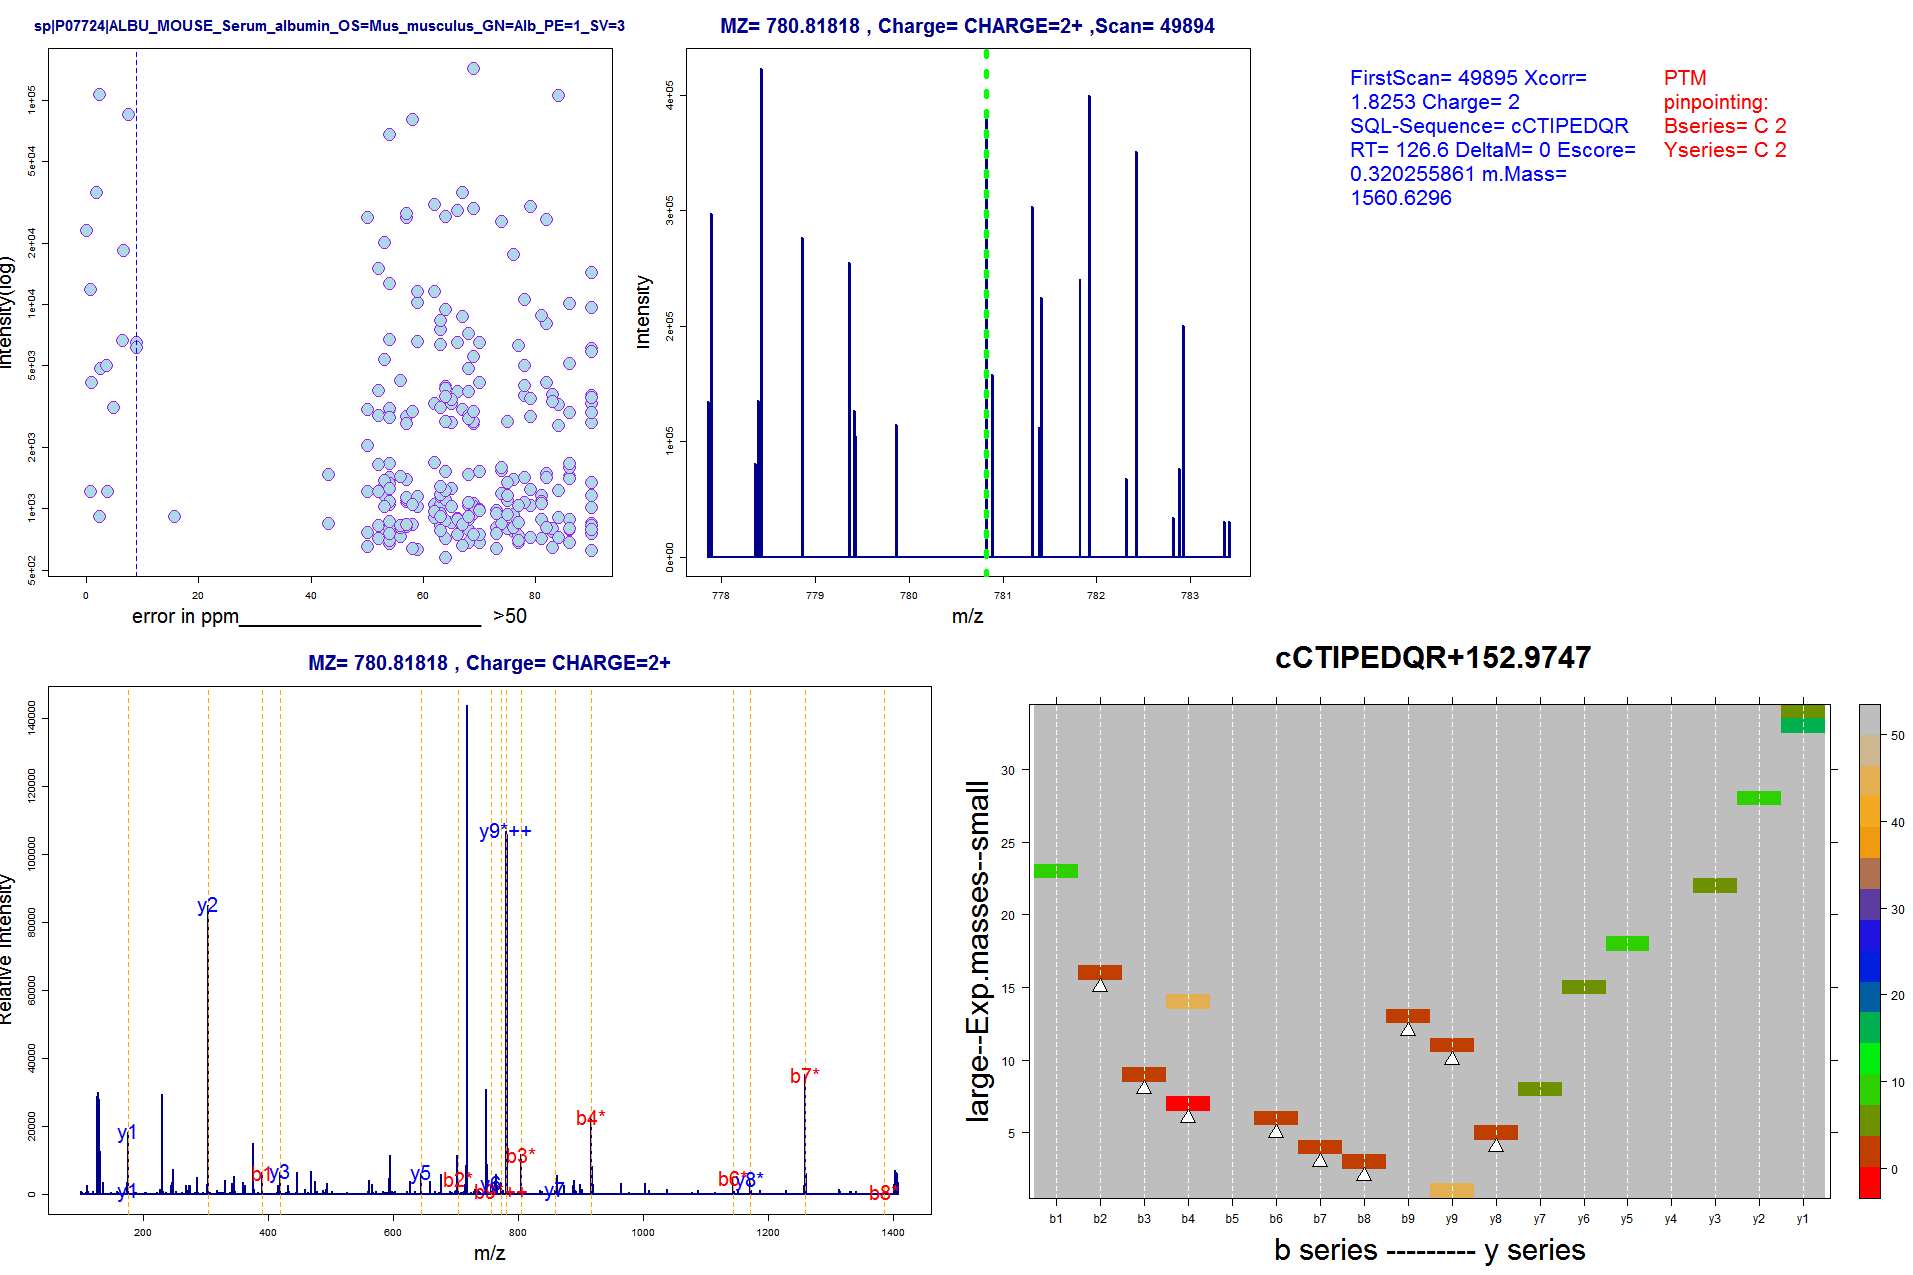 sp|P07724|ALBU_MOUSE_Serum_albumin_OS=Mus_musculus_GN=Alb_PE=1_SV=3
Intensity(log)
5e+02 1e+03 2e+03 5e+03 1e+04 2e+04 5e+04 1e+05
0 20 40 60 80
error in ppm______________________ >50
MZ= 780.81818 , Charge= CHARGE=2+ ,Scan= 49894
Intensity
0e+00 1e+05 2e+05 3e+05 4e+05
778 779 780 781 782 783
m/z
FirstScan= 49895 Xcorr=
1.8253 Charge= 2
SQL-Sequence= cCTIPEDQR
RT= 126.6 DeltaM= 0 Escore=
0.320255861 m.Mass=
1560.6296
PTM
pinpointing:
Bseries= C 2
Yseries= C 2
MZ= 780.81818 , Charge= CHARGE=2+
Relative Intensity
0 20000 40000 60000 80000 100000 120000 140000
y9*++
y2
b7*
b4*
y1
b3*
b1 y3 y5 b2* b6* y8*
y1 y7 b8*
200 400 600 800 1000 1200 1400
m/z
cCTIPEDQR+152.9747
large--Exp.masses--small
30
25
20
15
10
5
50
40
30
20
10
0
b1 b2 b3 b4 b5 b6 b7 b8 b9 y9 y8 y7 y6 y5 y4 y3 y2 y1
b series --------- y series